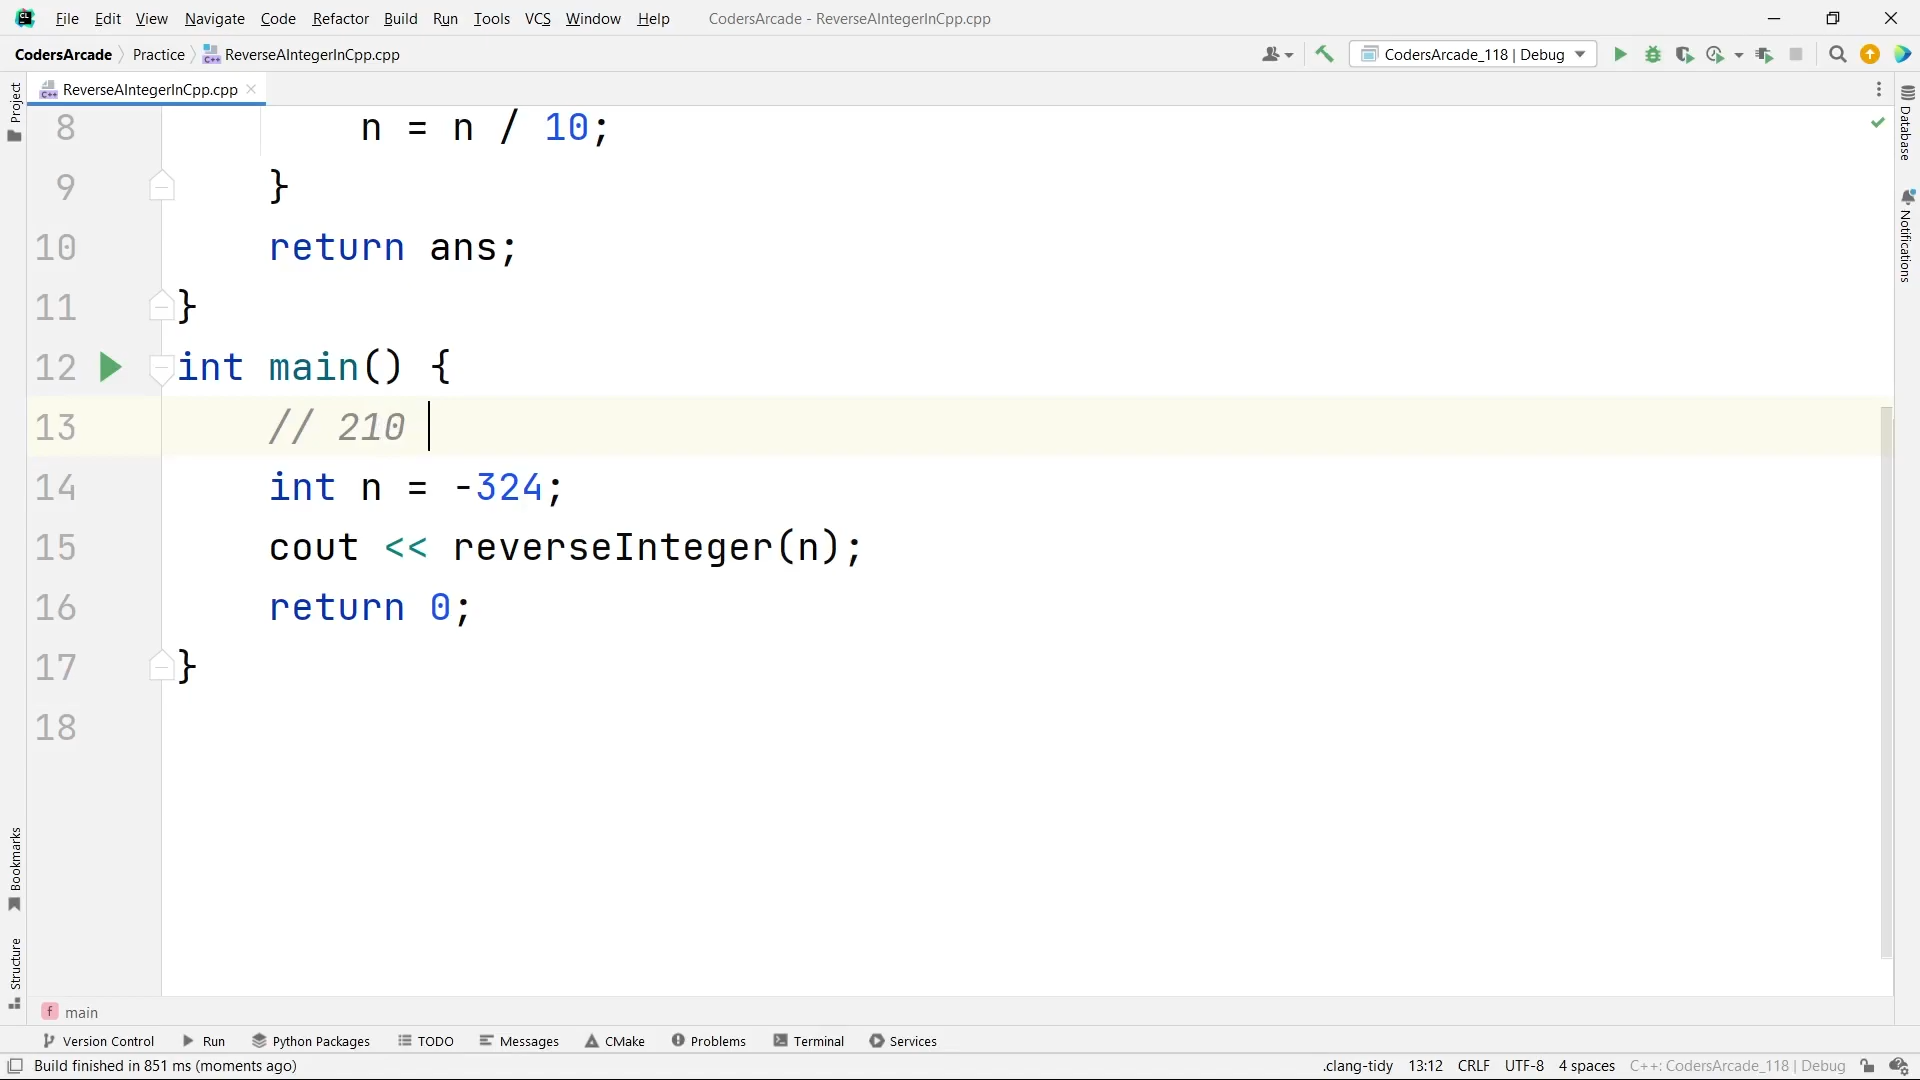 File Edit View Navigate Code Refactor Build Run Tools VCS Window Help CodersArcade - ReverseAIntegerInCpp.cpp
CodersArcade Practice ReverseAIntegerInCpp.cpp CodersArcade_118 | Debug
ReverseAIntegerInCpp.cpp
Project
Database
Notifications
8 n = n / 10;
9 }
10 return ans;
11 }
12 int main() {
13 // 210
14 int n = -324;
15 cout << reverseInteger(n);
16 return 0;
17 }
18
Bookmarks
Structure
f main
Version Control Run Python Packages TODO Messages CMake Problems Terminal Services
Build finished in 851 ms (moments ago) .clang-tidy 13:12 CRLF UTF-8 4 spaces C++: CodersArcade_118 | Debug